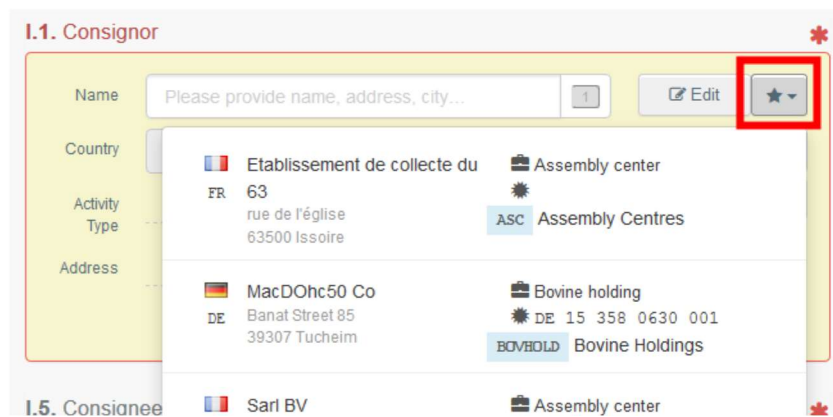 I.1. Consignor
Name
Please provide name, address, city...
1
Edit
Country
Activity
Type
Address
Etablissement de collecte du
63
FR
rue de l'église
63500 Issoire
Assembly center
ASC Assembly Centres
MacDOhc50 Co
DE
Banat Street 85
39307 Tucheim
Bovine holding
DE 15 358 0630 001
BOVHOLD Bovine Holdings
I.5. Consignee
Sarl BV
Assembly center